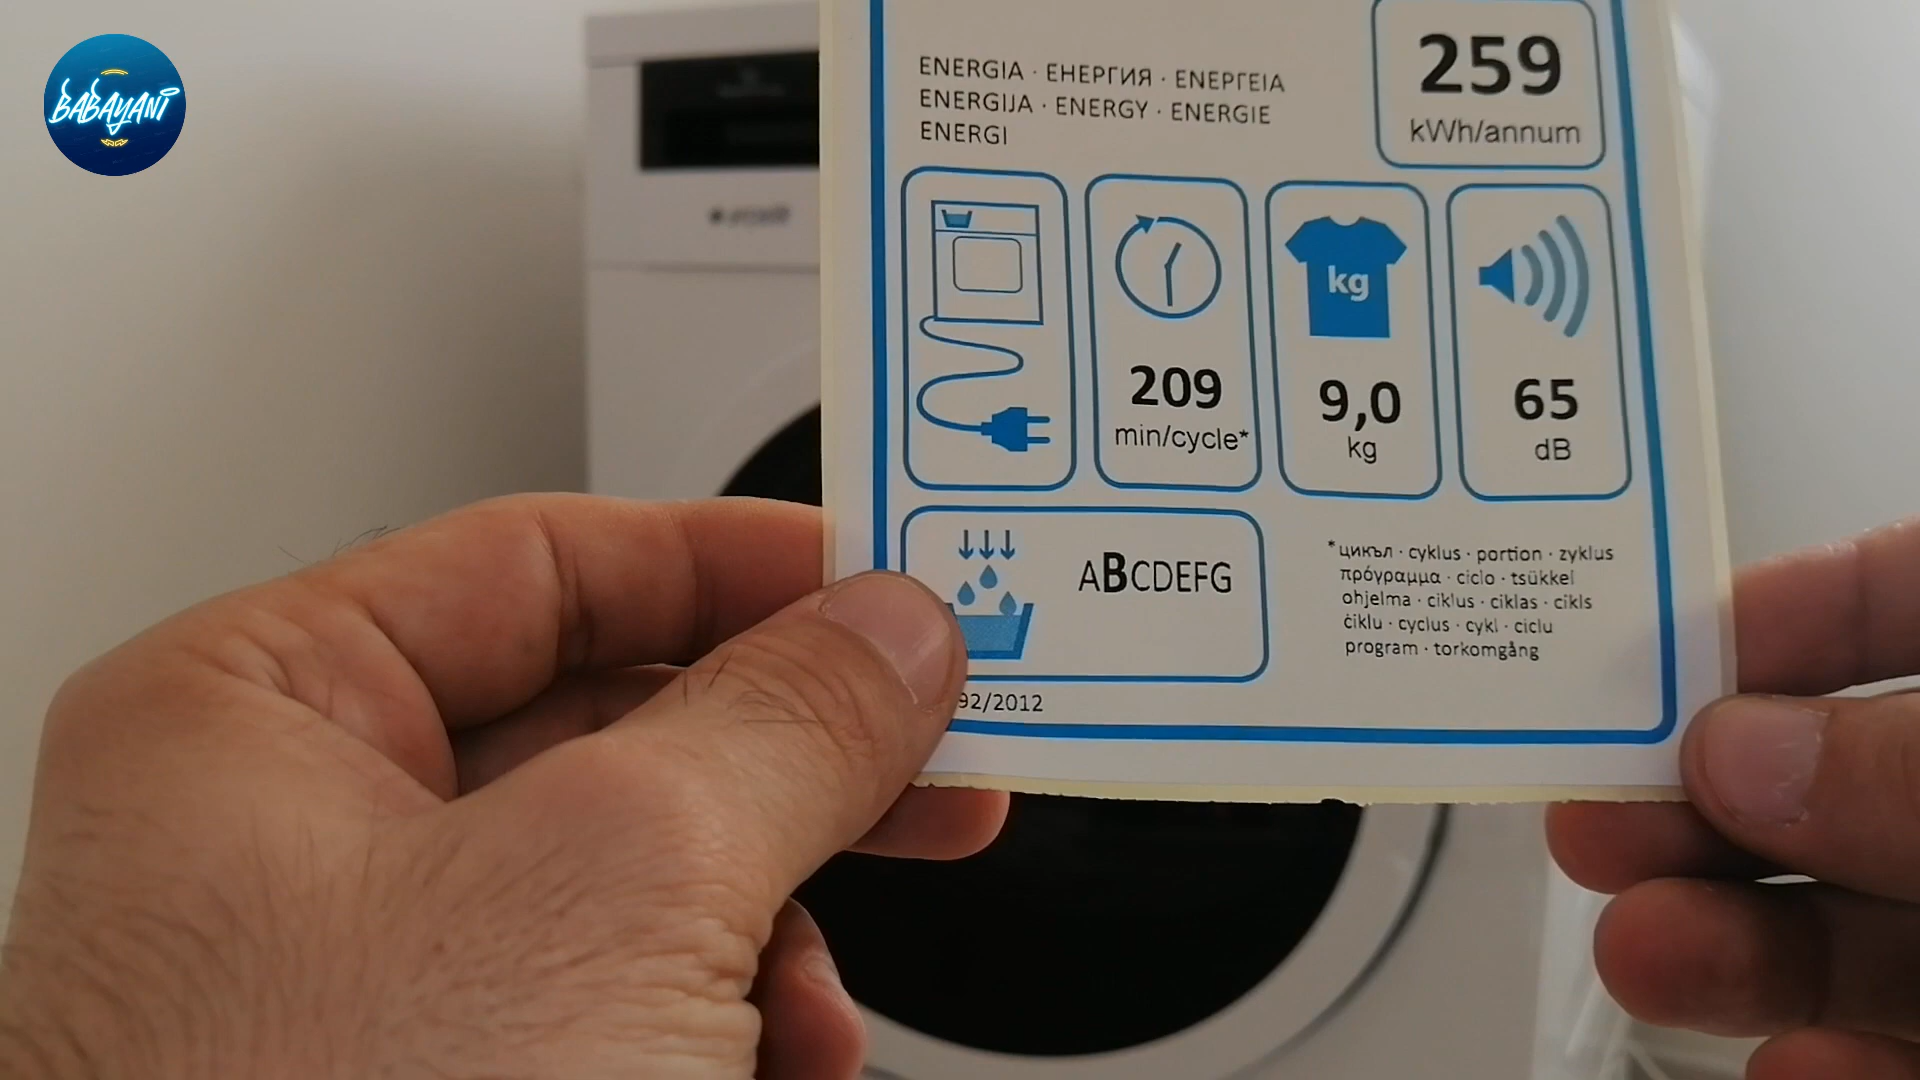 BABAYANI
ENERGIA · ЕНЕРГИЯ · ΕΝΕΡΓΕΙΑ
ENERGIJA · ENERGY · ENERGIE
ENERGI
259
kWh/annum
209
min/cycle*
kg
9,0
kg
65
dB
ABCDEFG
*цикъл · cyklus · portion · zyklus
πρόγραμμα · ciclo · tsükkel
ohjelma · ciklus · ciklas · cikls
ċiklu · cyclus · cykl · ciclu
program · torkomgång
92/2012